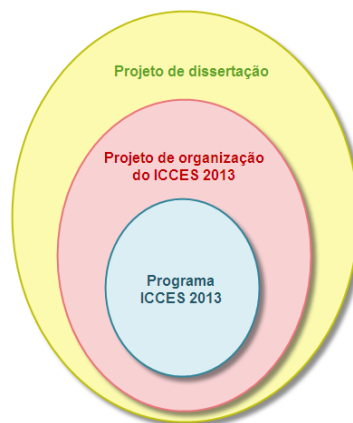 Projeto de dissertação
Projeto de organização
do ICCES 2013
Programa
ICCES 2013